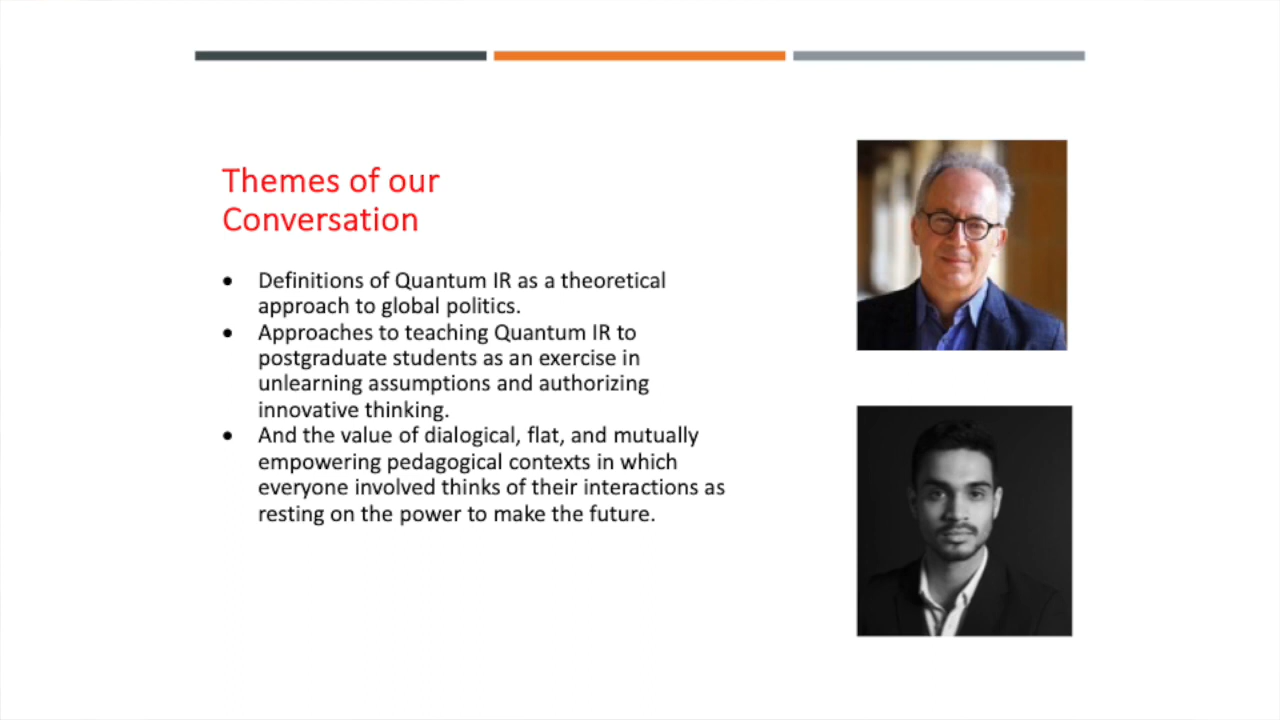 Themes of our
Conversation
• Definitions of Quantum IR as a theoretical
approach to global politics.
• Approaches to teaching Quantum IR to
postgraduate students as an exercise in
unlearning assumptions and authorizing
innovative thinking.
• And the value of dialogical, flat, and mutually
empowering pedagogical contexts in which
everyone involved thinks of their interactions as
resting on the power to make the future.